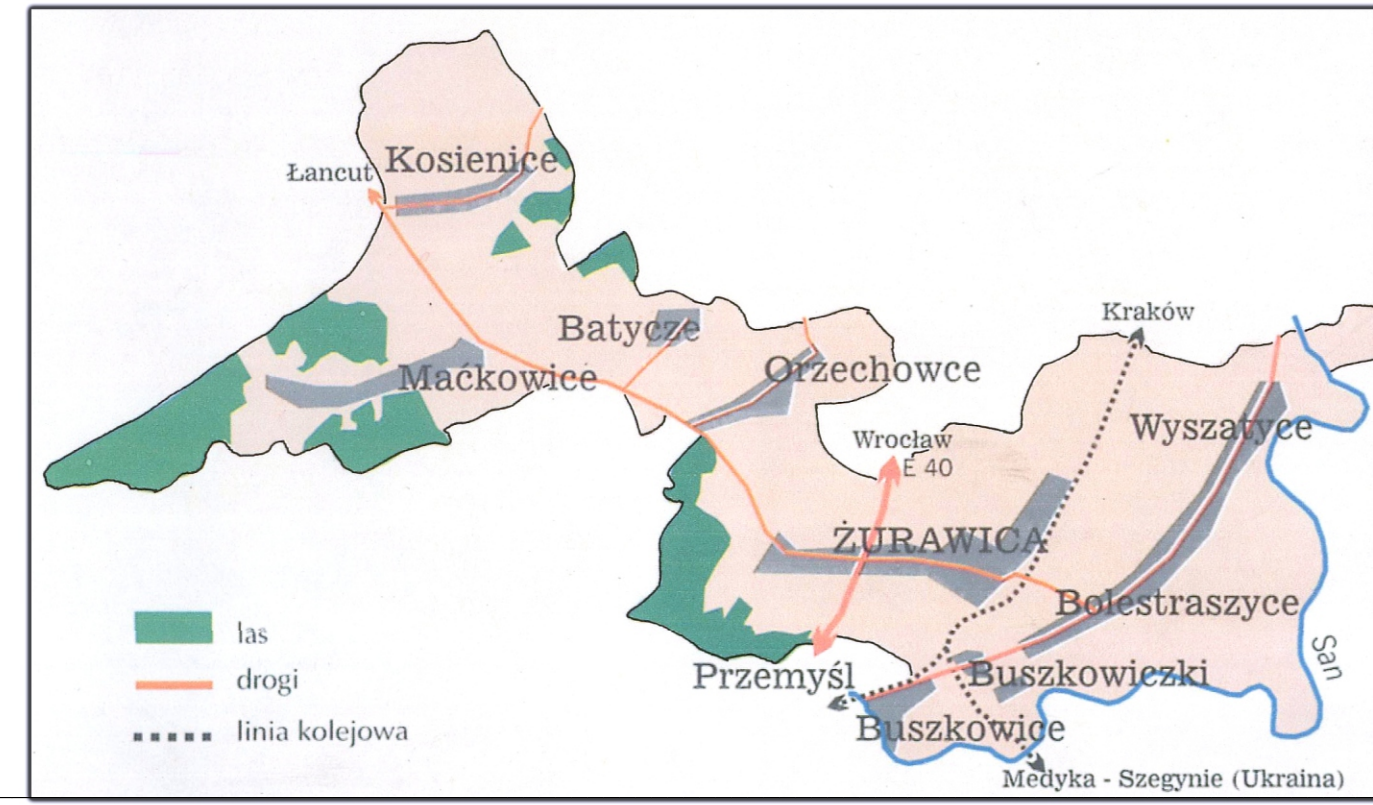 Kosienice
Łancut
Kraków
Batycze
Orzechowce
Maćkowice
Wyszatyce
Wrocław
E 40
ŻURAWICA
Bolestraszyce
las
San
Przemyśl
Buszkowiczki
drogi
Buszkowice
linia kolejowa
Medyka - Szegynie (Ukraina)